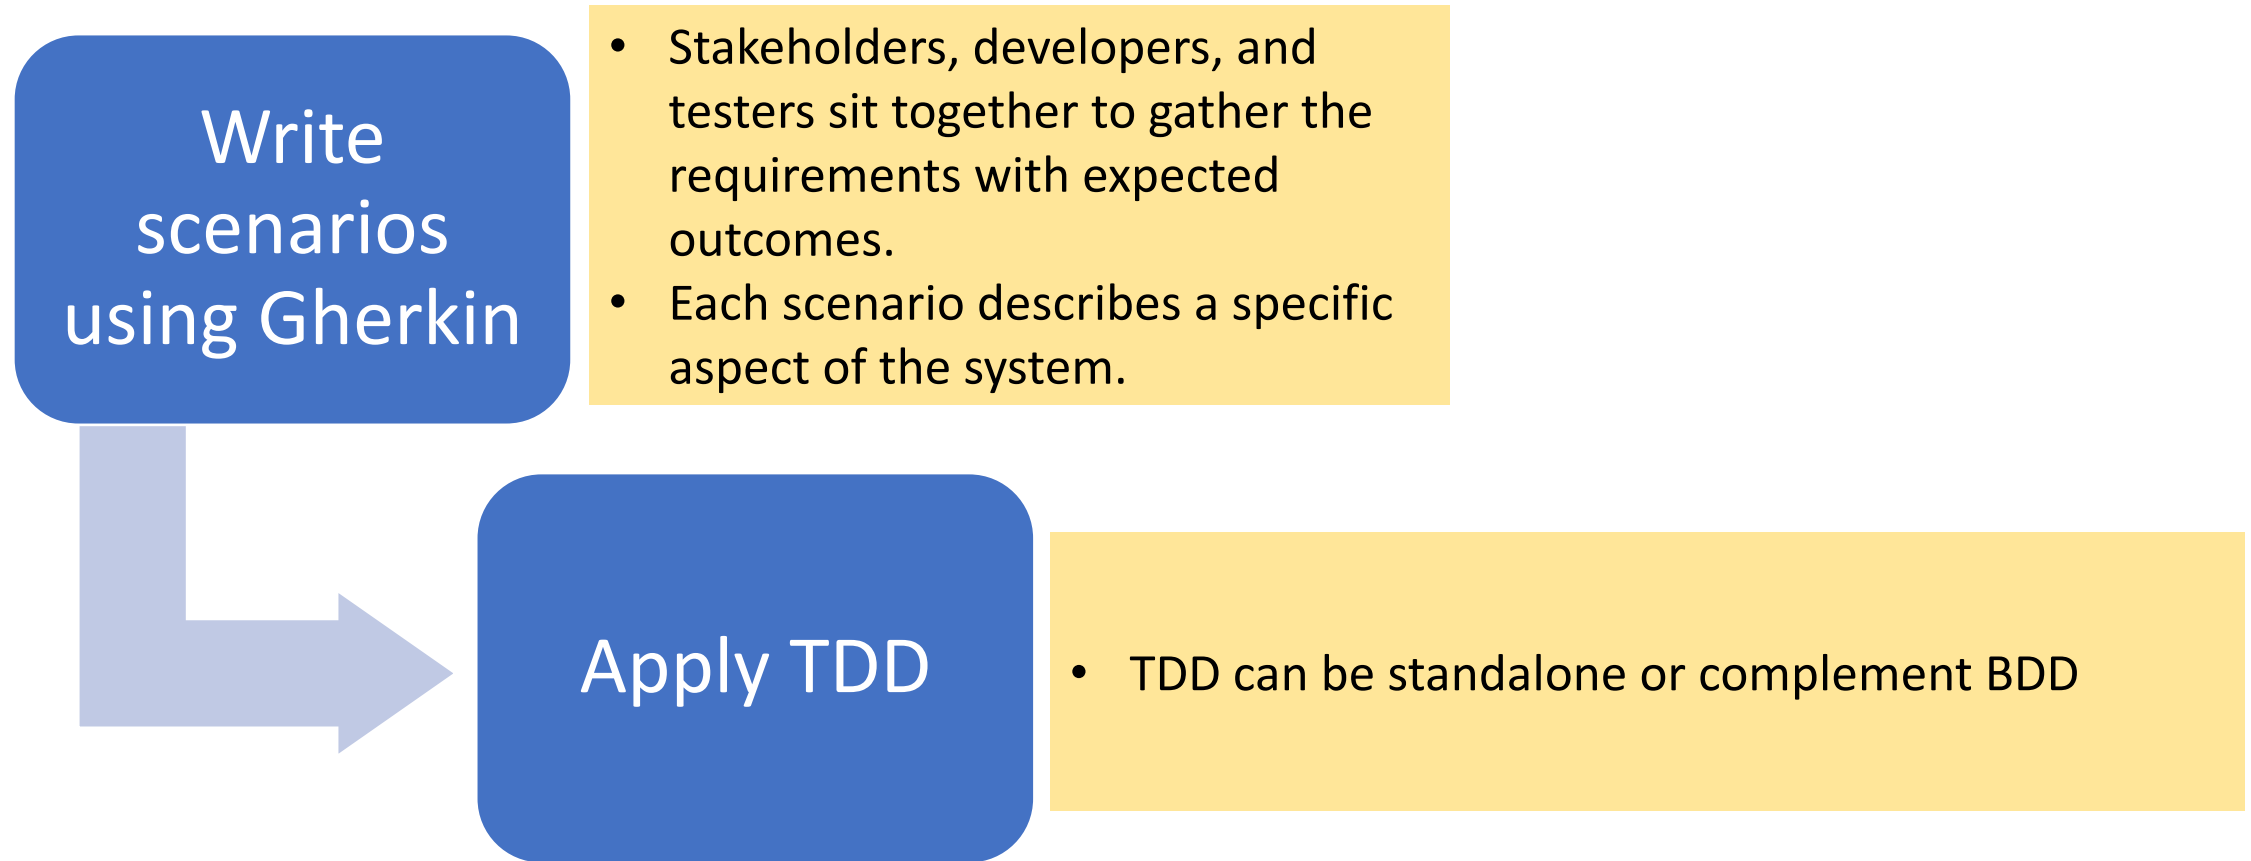 Write
scenarios
using Gherkin
• Stakeholders, developers, and
testers sit together to gather the
requirements with expected
outcomes.
• Each scenario describes a specific
aspect of the system.
Apply TDD
• TDD can be standalone or complement BDD